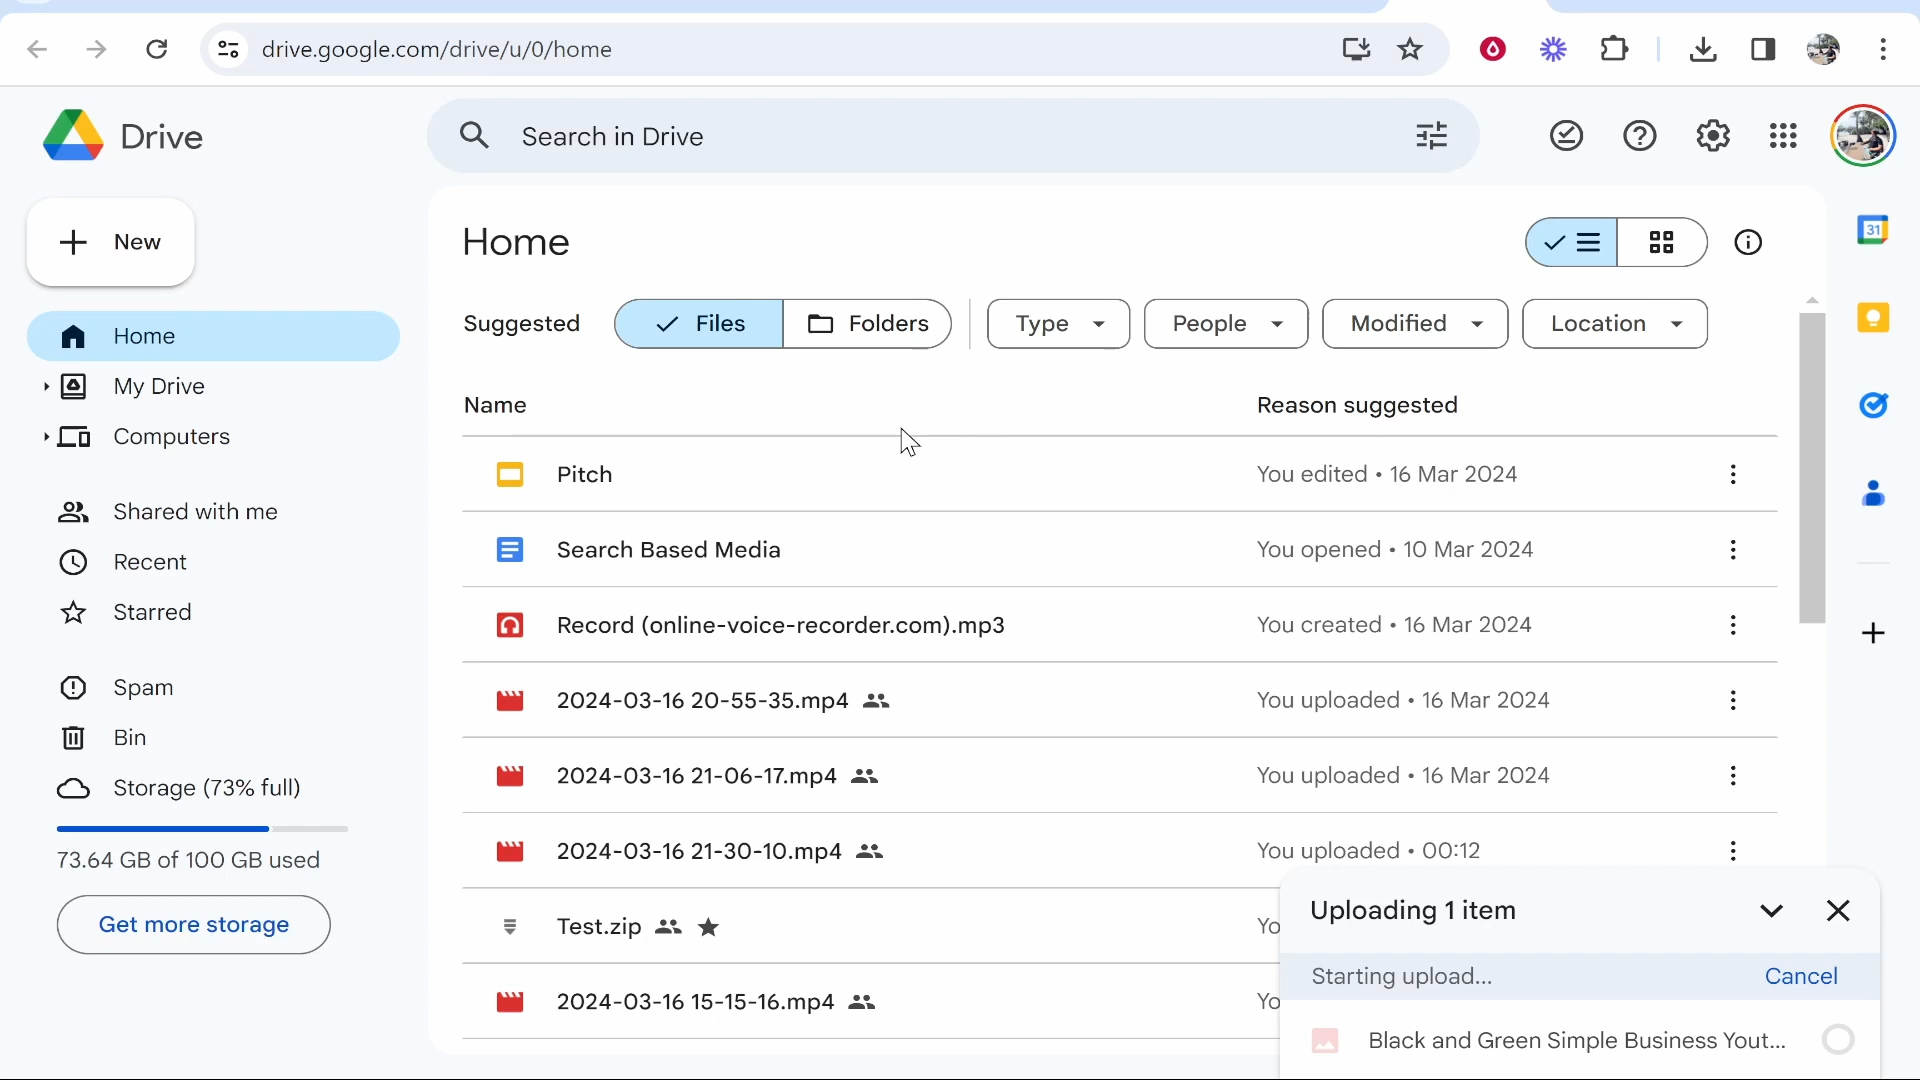 drive.google.com/drive/u/0/home
Drive
Search in Drive
New
Home
My Drive
Computers
Shared with me
Recent
Starred
Spam
Bin
Storage (73% full)
73.64 GB of 100 GB used
Get more storage
Home
Suggested Files Folders Type People Modified Location
Name Reason suggested
Pitch You edited • 16 Mar 2024
Search Based Media You opened • 10 Mar 2024
Record (online-voice-recorder.com).mp3 You created • 16 Mar 2024
2024-03-16 20-55-35.mp4 You uploaded • 16 Mar 2024
2024-03-16 21-06-17.mp4 You uploaded • 16 Mar 2024
2024-03-16 21-30-10.mp4 You uploaded • 00:12
Test.zip Yo
2024-03-16 15-15-16.mp4 Yo
31
Uploading 1 item
Starting upload... Cancel
Black and Green Simple Business Yout...